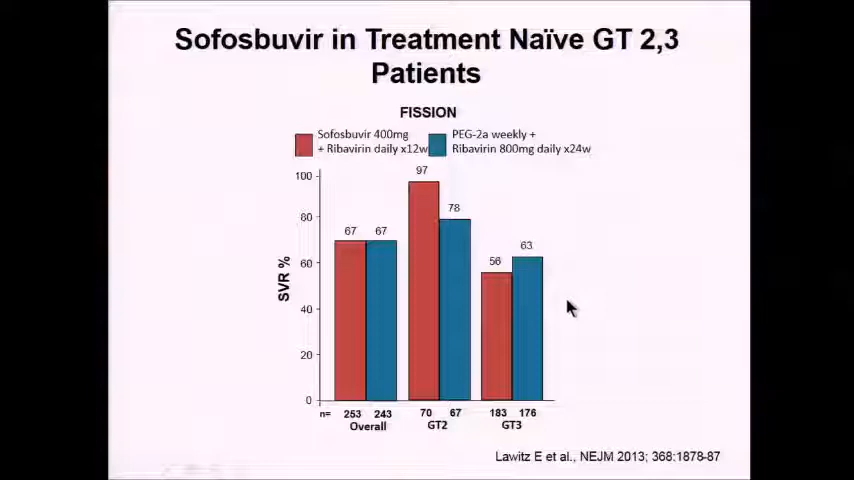 Sofosbuvir in Treatment Naïve GT 2,3
Patients
FISSION
Sofosbuvir 400mg
+ Ribavirin daily x12w
PEG-2a weekly +
Ribavirin 800mg daily x24w
SVR %
100
80
60
40
20
0
67
67
97
78
56
63
n=
253
243
70
67
183
176
Overall
GT2
GT3
Lawitz E et al., NEJM 2013; 368:1878-87